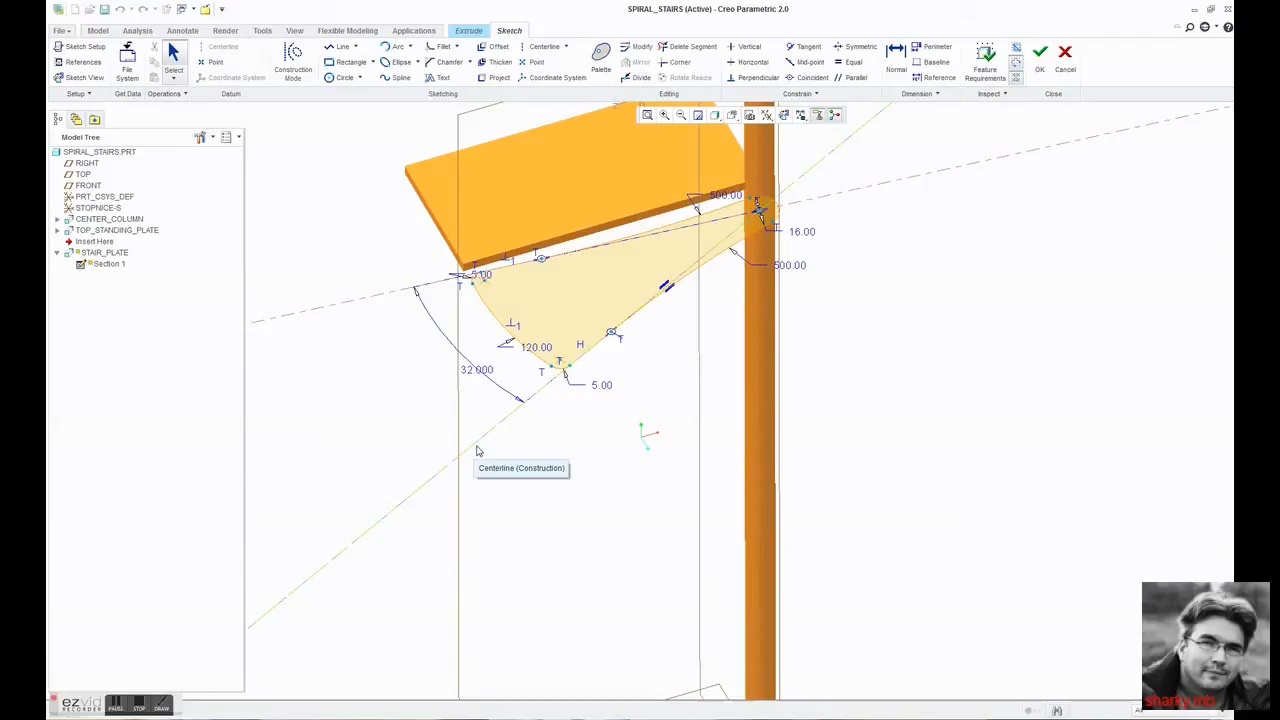 SPIRAL_STAIRS (Active) - Creo Parametric 2.0
File Model Analysis Annotate Render Tools View Flexible Modeling Applications Extrude Sketch
Sketch Setup
References
Sketch View
Setup
File System
Get Data
Select
Operations
Centerline
Point
Coordinate System
Datum
Construction Mode
Line
Rectangle
Circle
Arc
Ellipse
Spline
Fillet
Chamfer
Text
Offset
Thicken
Project
Centerline
Point
Coordinate System
Palette
Sketching
Modify
Mirror
Divide
Delete Segment
Corner
Rotate Resize
Editing
Vertical
Horizontal
Perpendicular
Tangent
Mid-point
Coincident
Symmetric
Equal
Parallel
Constrain
Normal
Perimeter
Baseline
Reference
Dimension
Feature Requirements
Inspect
OK
Cancel
Close
Model Tree
SPIRAL_STAIRS.PRT
RIGHT
TOP
FRONT
PRT_CSYS_DEF
STOPNICE-S
CENTER_COLUMN
TOP_STANDING_PLATE
Insert Here
STAIR_PLATE
Section 1
500.00
16.00
500.00
5.00
120.00
H
32.000
5.00
T
T
T
T
T
Centerline (Construction)
ezvid
RECORDER
PAUSE
STOP
DRAW
sharky.mb